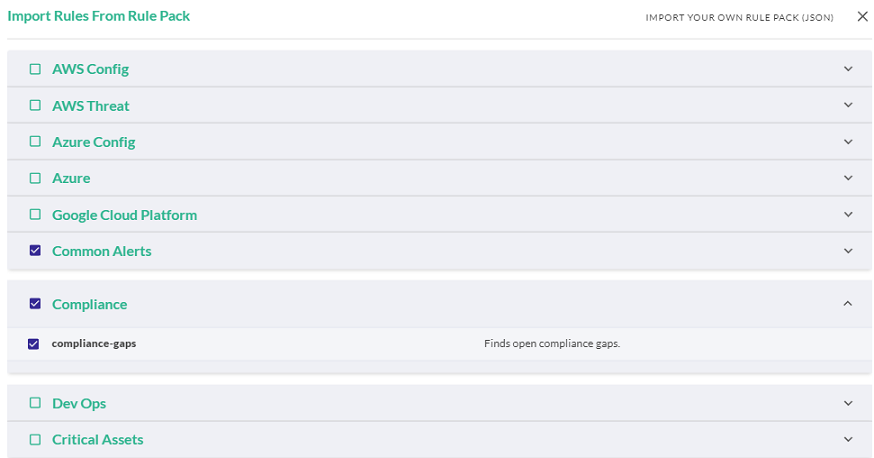 Import Rules From Rule Pack IMPORT YOUR OWN RULE PACK (JSON)
AWS Config
AWS Threat
Azure Config
Azure
Google Cloud Platform
Common Alerts
Compliance
compliance-gaps Finds open compliance gaps.
Dev Ops
Critical Assets